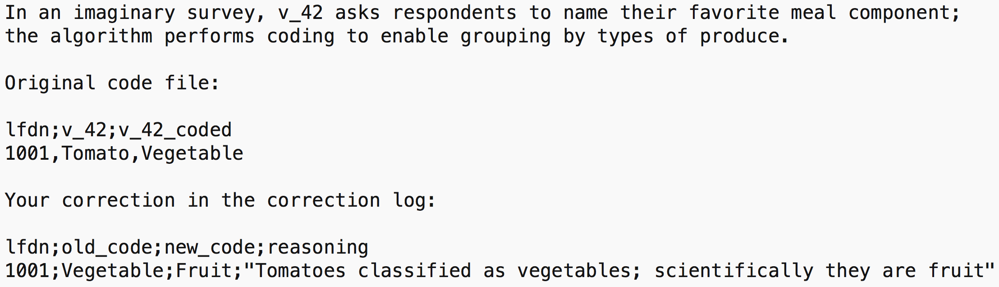 In an imaginary survey, v_42 asks respondents to name their favorite meal component;
the algorithm performs coding to enable grouping by types of produce.
Original code file:
lfdn;v_42;v_42_coded
1001,Tomato,Vegetable
Your correction in the correction log:
lfdn;old_code;new_code;reasoning
1001;Vegetable;Fruit;"Tomatoes classified as vegetables; scientifically they are fruit"